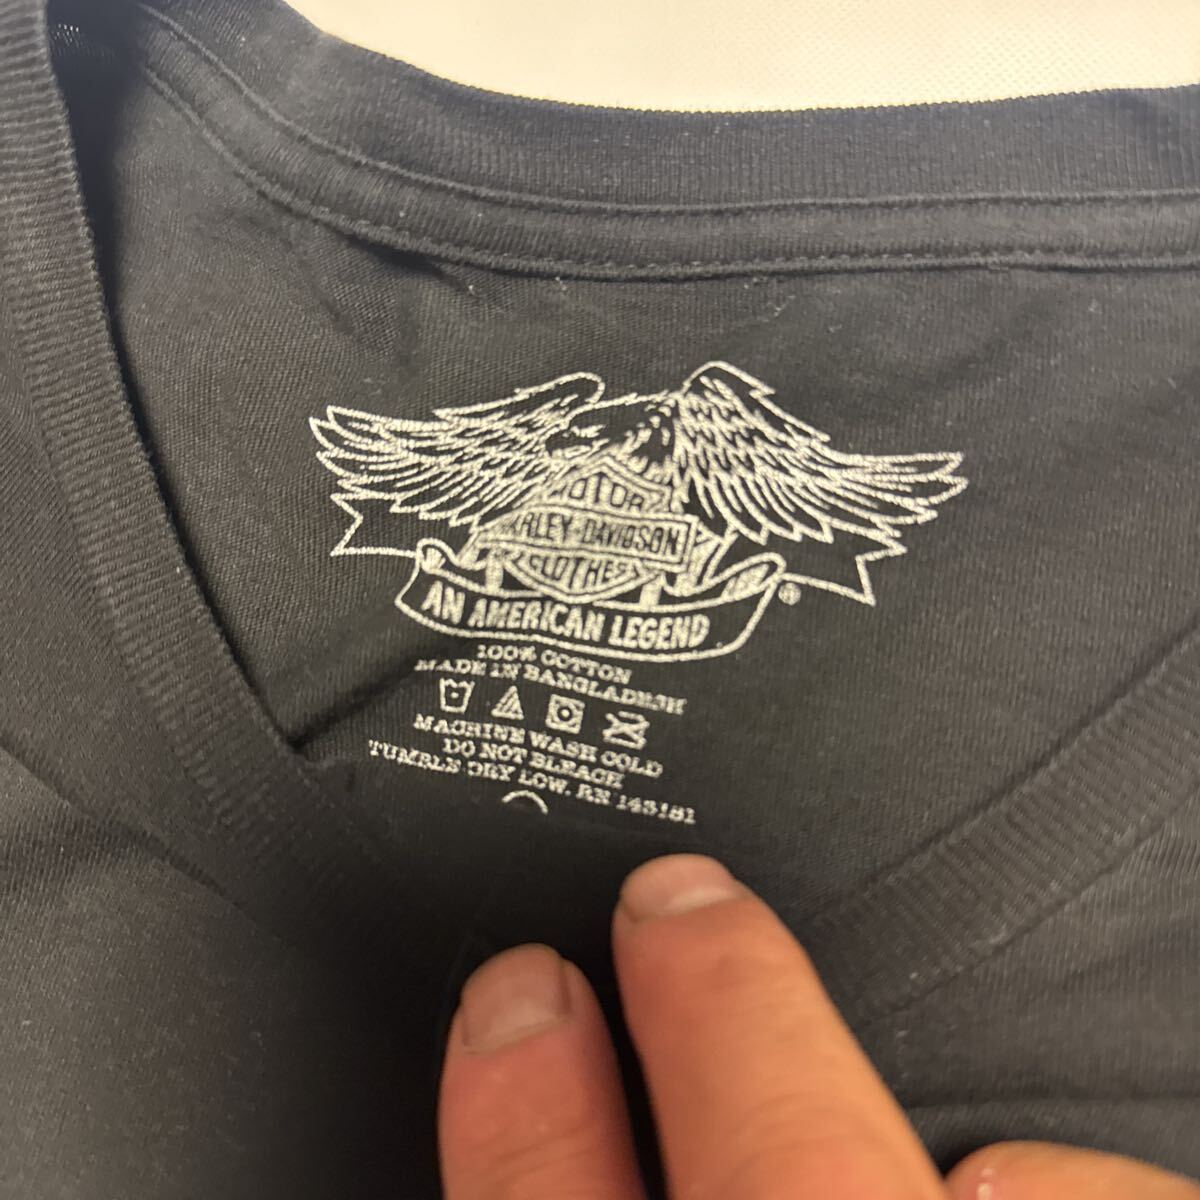 MOTOR
HARLEY-DAVIDSON
CLOTHES
AN AMERICAN LEGEND
®
100% COTTON
MADE IN BANGLADESH
MACHINE WASH COLD
DO NOT BLEACH
TUMBLE DRY LOW. RN 143181